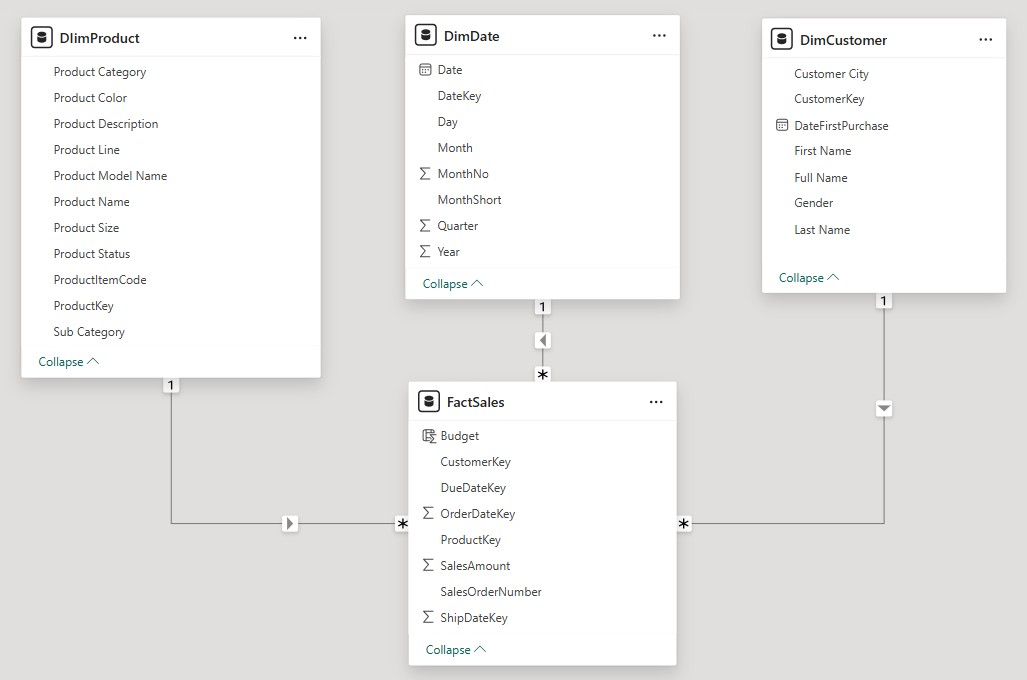 DlimProduct
Product Category
Product Color
Product Description
Product Line
Product Model Name
Product Name
Product Size
Product Status
ProductItemCode
ProductKey
Sub Category
Collapse
1
DimDate
Date
DateKey
Day
Month
MonthNo
MonthShort
Quarter
Year
Collapse
1
*
DimCustomer
Customer City
CustomerKey
DateFirstPurchase
First Name
Full Name
Gender
Last Name
Collapse
1
FactSales
Budget
CustomerKey
DueDateKey
OrderDateKey
ProductKey
SalesAmount
SalesOrderNumber
ShipDateKey
Collapse
*
*